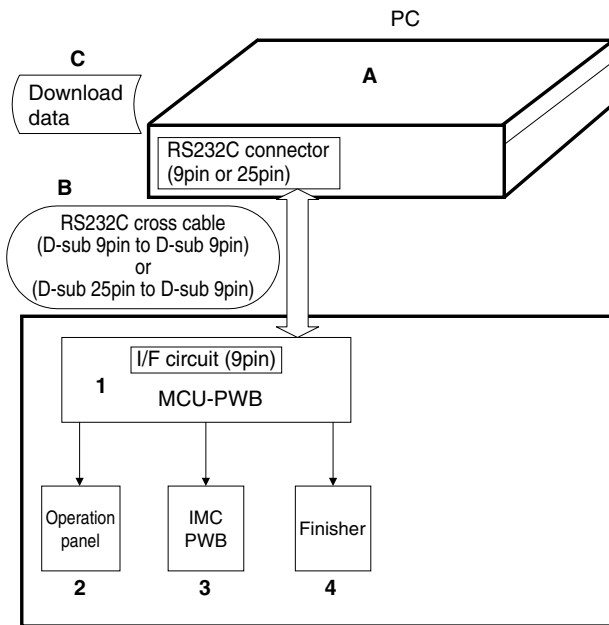 PC
C
A
Download
data
RS232C connector
(9pin or 25pin)
B
RS232C cross cable
(D-sub 9pin to D-sub 9pin)
or
(D-sub 25pin to D-sub 9pin)
I/F circuit (9pin)
1
MCU-PWB
Operation
panel
IMC
PWB
Finisher
2
3
4